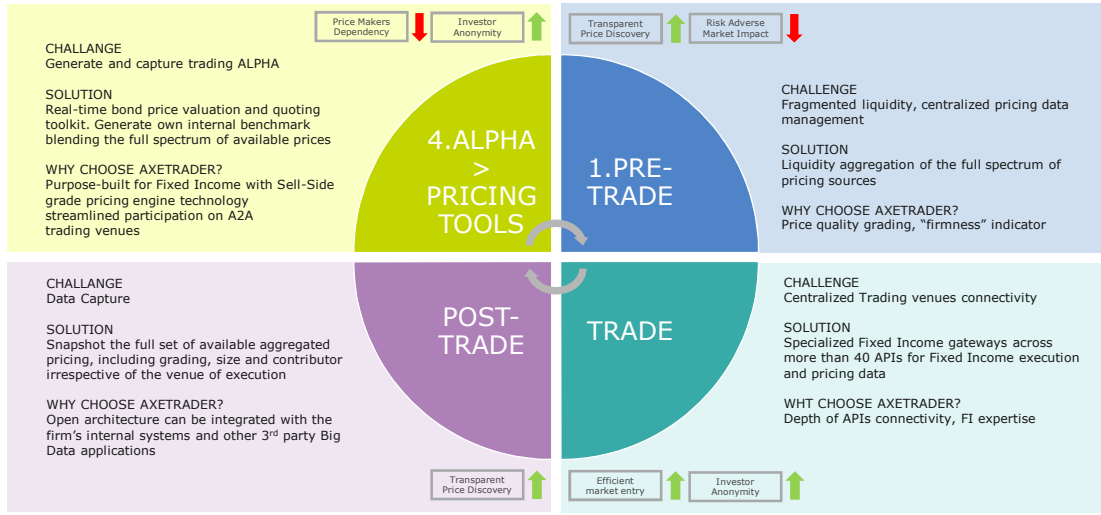 Price Makers
Dependency
Investor
Anonymity
CHALLANGE
Generate and capture trading ALPHA
SOLUTION
Real-time bond price valuation and quoting
toolkit. Generate own internal benchmark
blending the full spectrum of available prices
WHY CHOOSE AXETRADER?
Purpose-built for Fixed Income with Sell-Side
grade pricing engine technology
streamlined participation on A2A
trading venues
4.ALPHA
>
PRICING
TOOLS
Transparent
Price Discovery
Risk Adverse
Market Impact
1.PRE-
TRADE
CHALLENGE
Fragmented liquidity, centralized pricing data
management
SOLUTION
Liquidity aggregation of the full spectrum of
pricing sources
WHY CHOOSE AXETRADER?
Price quality grading, “firmness” indicator
CHALLANGE
Data Capture
SOLUTION
Snapshot the full set of available aggregated
pricing, including grading, size and contributor
irrespective of the venue of execution
WHY CHOOSE AXETRADER?
Open architecture can be integrated with the
firm’s internal systems and other 3rd party Big
Data applications
POST-
TRADE
Transparent
Price Discovery
TRADE
CHALLENGE
Centralized Trading venues connectivity
SOLUTION
Specialized Fixed Income gateways across
more than 40 APIs for Fixed Income execution
and pricing data
WHT CHOOSE AXETRADER?
Depth of APIs connectivity, FI expertise
Efficient
market entry
Investor
Anonymity